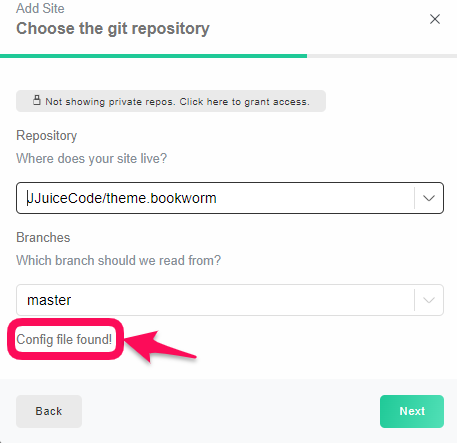 Add Site
Choose the git repository
Not showing private repos. Click here to grant access.
Repository
Where does your site live?
JJuiceCode/theme.bookworm
Branches
Which branch should we read from?
master
Config file found!
Back
Next